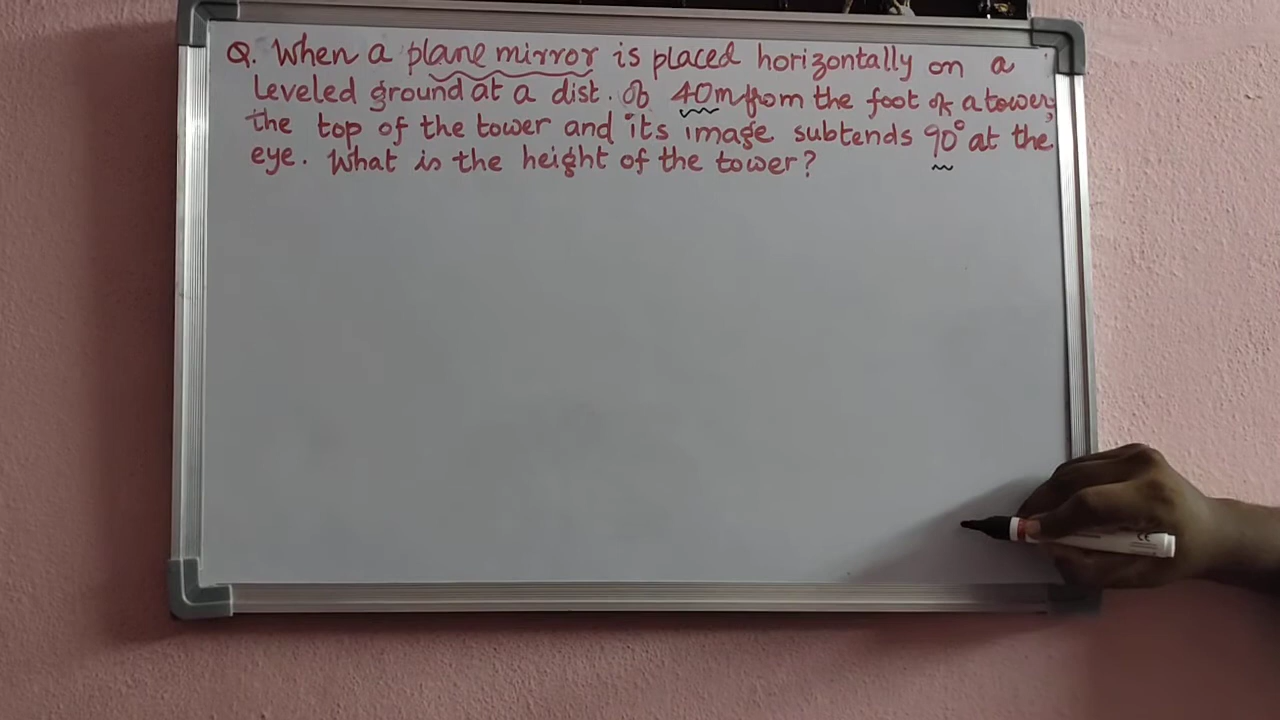 Q. When a plane mirror is placed horizontally on a
Leveled ground at a dist. of 40m from the foot of a tower,
the top of the tower and its image subtends 90° at the
eye. What is the height of the tower?
CE